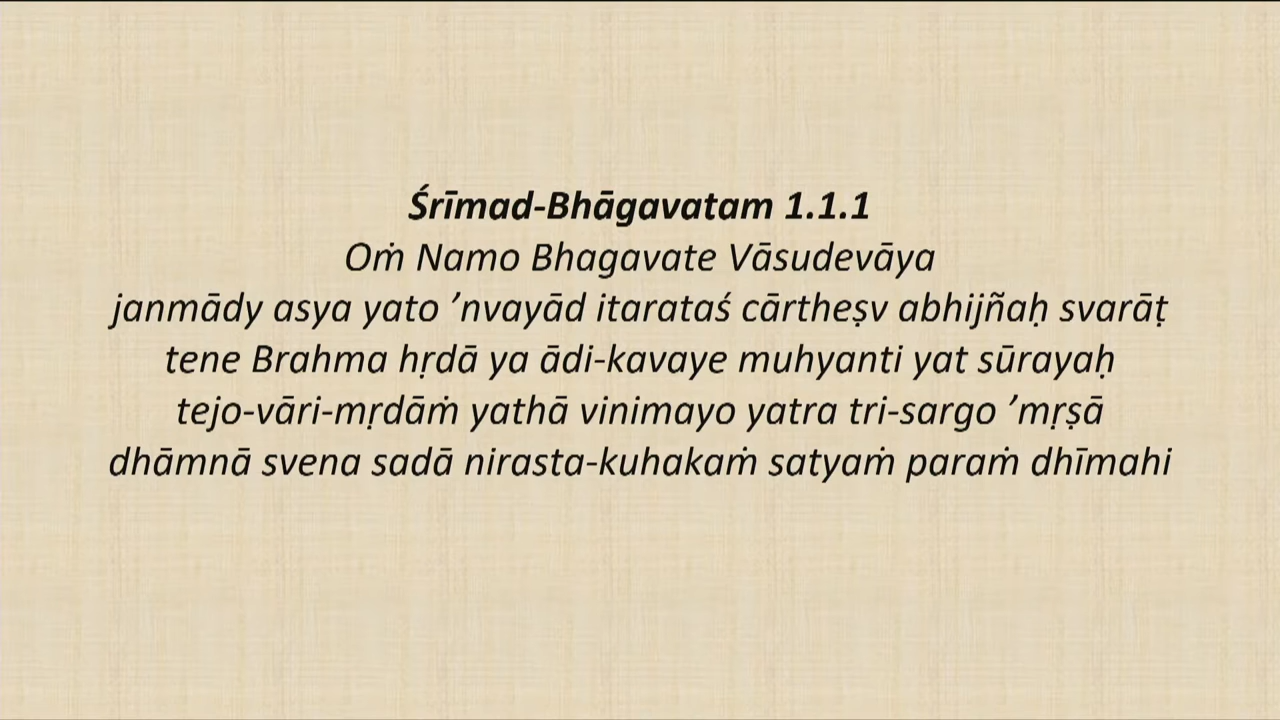 Śrīmad-Bhāgavatam 1.1.1
Oṁ Namo Bhagavate Vāsudevāya
janmādy asya yato ’nvayād itarataś cārtheṣv abhijñaḥ svarāṭ
tene Brahma hṛdā ya ādi-kavaye muhyanti yat sūrayaḥ
tejo-vāri-mṛdāṁ yathā vinimayo yatra tri-sargo ’mṛṣā
dhāmnā svena sadā nirasta-kuhakaṁ satyaṁ paraṁ dhīmahi